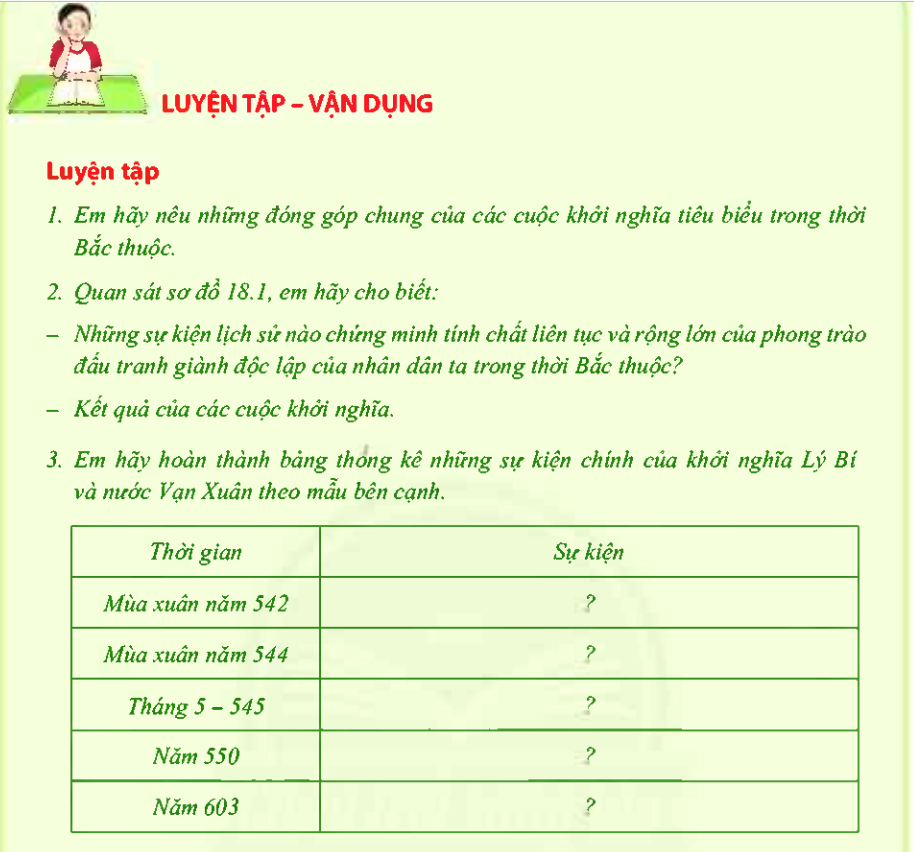 LUYỆN TẬP – VẬN DỤNG
Luyện tập
1. Em hãy nêu những đóng góp chung của các cuộc khởi nghĩa tiêu biểu trong thời
Bắc thuộc.
2. Quan sát sơ đồ 18.1, em hãy cho biết:
– Những sự kiện lịch sử nào chứng minh tính chất liên tục và rộng lớn của phong trào
đấu tranh giành độc lập của nhân dân ta trong thời Bắc thuộc?
– Kết quả của các cuộc khởi nghĩa.
3. Em hãy hoàn thành bảng thống kê những sự kiện chính của khởi nghĩa Lý Bí
và nước Vạn Xuân theo mẫu bên cạnh.
Thời gian Sự kiện
Mùa xuân năm 542 ?
Mùa xuân năm 544 ?
Tháng 5 – 545 ?
Năm 550 ?
Năm 603 ?